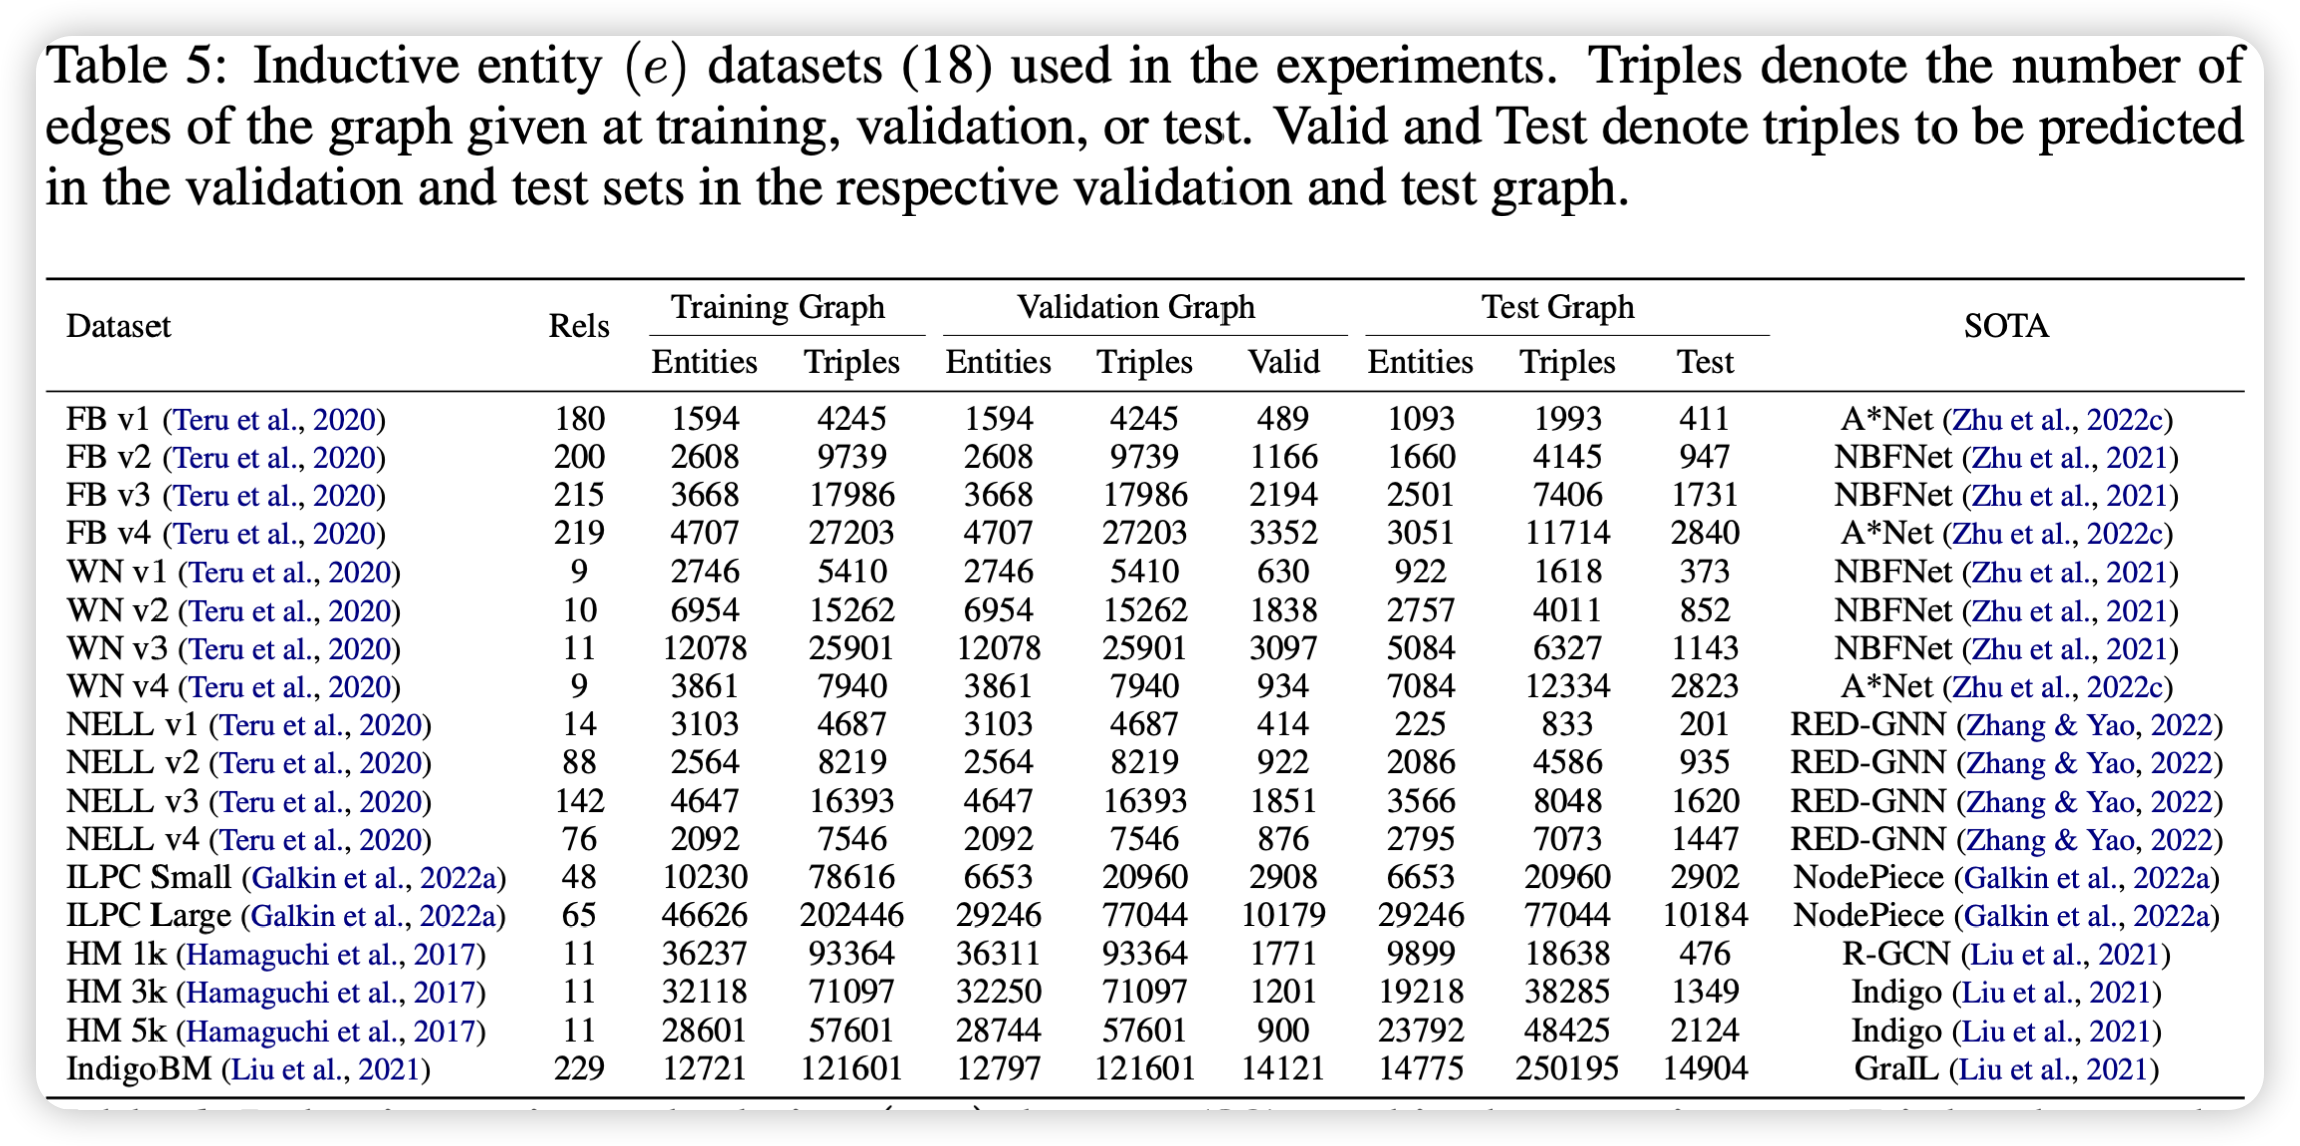 Table 5: Inductive entity (e) datasets (18) used in the experiments. Triples denote the number of
edges of the graph given at training, validation, or test. Valid and Test denote triples to be predicted
in the validation and test sets in the respective validation and test graph.
Dataset Rels Training Graph Validation Graph Test Graph SOTA
Entities Triples Entities Triples Valid Entities Triples Test
FB v1 (Teru et al., 2020) 180 1594 4245 1594 4245 489 1093 1993 411 A*Net (Zhu et al., 2022c)
FB v2 (Teru et al., 2020) 200 2608 9739 2608 9739 1166 1660 4145 947 NBFNet (Zhu et al., 2021)
FB v3 (Teru et al., 2020) 215 3668 17986 3668 17986 2194 2501 7406 1731 NBFNet (Zhu et al., 2021)
FB v4 (Teru et al., 2020) 219 4707 27203 4707 27203 3352 3051 11714 2840 A*Net (Zhu et al., 2022c)
WN v1 (Teru et al., 2020) 9 2746 5410 2746 5410 630 922 1618 373 NBFNet (Zhu et al., 2021)
WN v2 (Teru et al., 2020) 10 6954 15262 6954 15262 1838 2757 4011 852 NBFNet (Zhu et al., 2021)
WN v3 (Teru et al., 2020) 11 12078 25901 12078 25901 3097 5084 6327 1143 NBFNet (Zhu et al., 2021)
WN v4 (Teru et al., 2020) 9 3861 7940 3861 7940 934 7084 12334 2823 A*Net (Zhu et al., 2022c)
NELL v1 (Teru et al., 2020) 14 3103 4687 3103 4687 414 225 833 201 RED-GNN (Zhang & Yao, 2022)
NELL v2 (Teru et al., 2020) 88 2564 8219 2564 8219 922 2086 4586 935 RED-GNN (Zhang & Yao, 2022)
NELL v3 (Teru et al., 2020) 142 4647 16393 4647 16393 1851 3566 8048 1620 RED-GNN (Zhang & Yao, 2022)
NELL v4 (Teru et al., 2020) 76 2092 7546 2092 7546 876 2795 7073 1447 RED-GNN (Zhang & Yao, 2022)
ILPC Small (Galkin et al., 2022a) 48 10230 78616 6653 20960 2908 6653 20960 2902 NodePiece (Galkin et al., 2022a)
ILPC Large (Galkin et al., 2022a) 65 46626 202446 29246 77044 10179 29246 77044 10184 NodePiece (Galkin et al., 2022a)
HM 1k (Hamaguchi et al., 2017) 11 36237 93364 36311 93364 1771 9899 18638 476 R-GCN (Liu et al., 2021)
HM 3k (Hamaguchi et al., 2017) 11 32118 71097 32250 71097 1201 19218 38285 1349 Indigo (Liu et al., 2021)
HM 5k (Hamaguchi et al., 2017) 11 28601 57601 28744 57601 900 23792 48425 2124 Indigo (Liu et al., 2021)
IndigoBM (Liu et al., 2021) 229 12721 121601 12797 121601 14121 14775 250195 14904 GraIL (Liu et al., 2021)